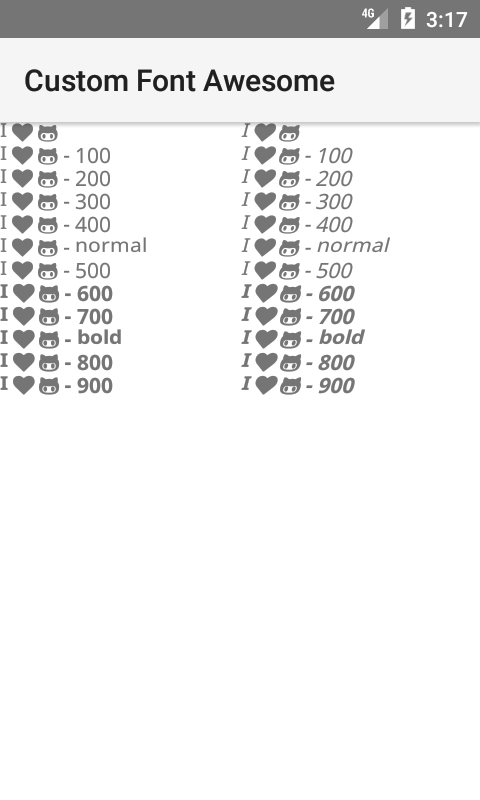 4G 3:17
Custom Font Awesome
I I
I - 100 I - 100
I - 200 I - 200
I - 300 I - 300
I - 400 I - 400
I - normal I - normal
I - 500 I - 500
I - 600 I - 600
I - 700 I - 700
I - bold I - bold
I - 800 I - 800
I - 900 I - 900